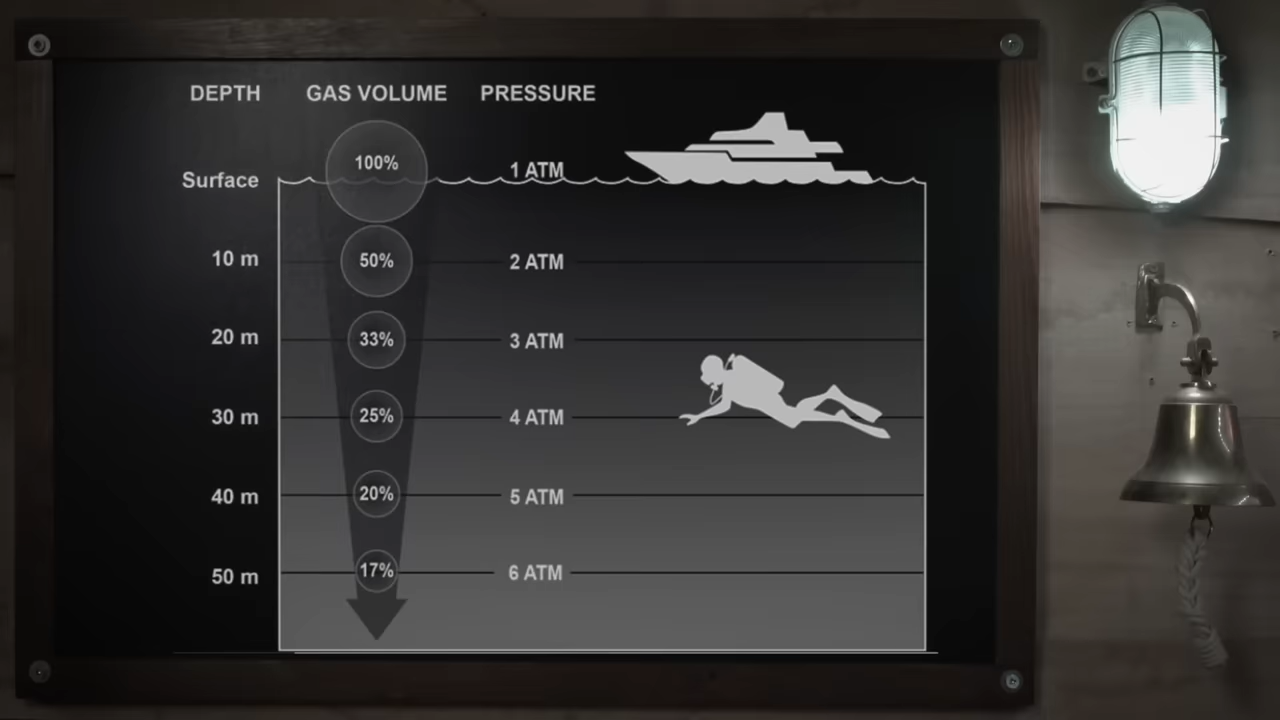 DEPTH GAS VOLUME PRESSURE
Surface 100% 1 ATM
10 m 50% 2 ATM
20 m 33% 3 ATM
30 m 25% 4 ATM
40 m 20% 5 ATM
50 m 17% 6 ATM